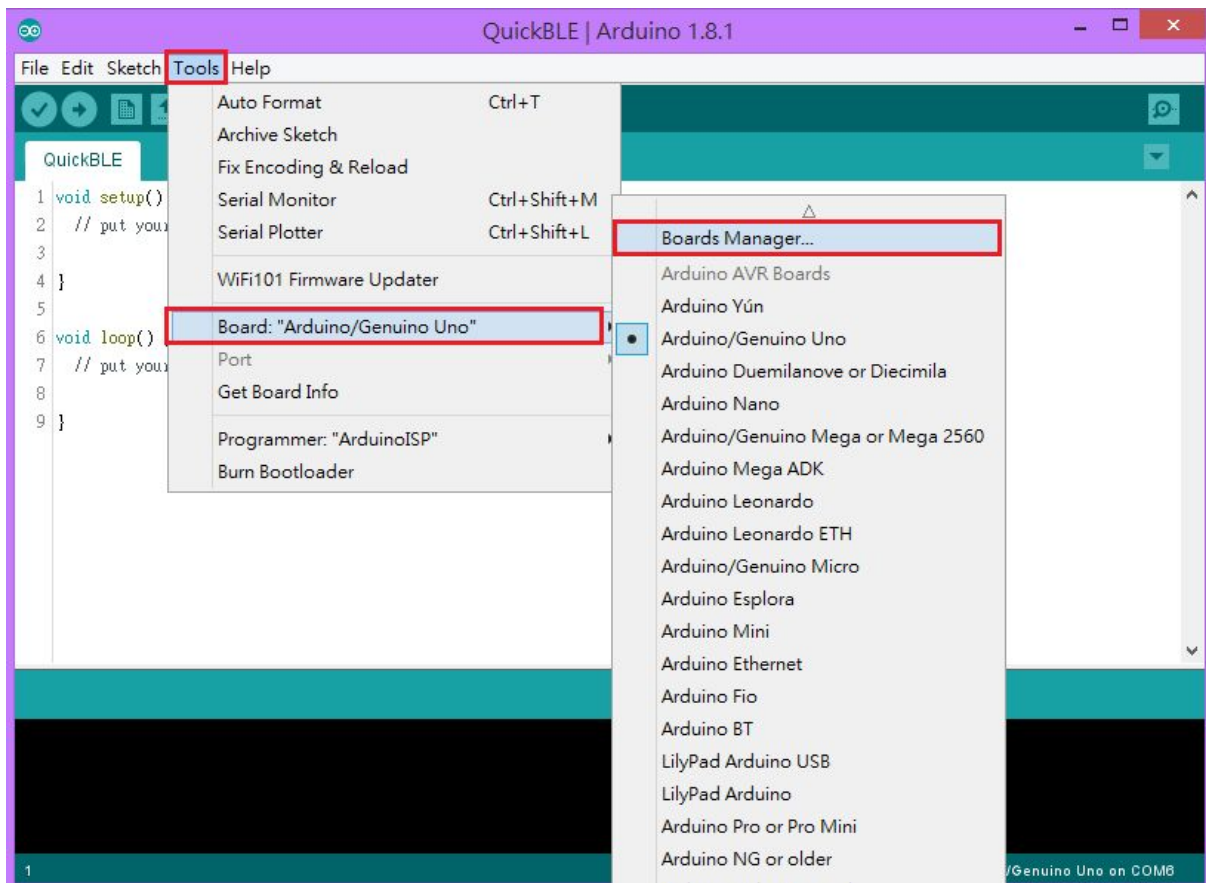 QuickBLE | Arduino 1.8.1
File Edit Sketch Tools Help
QuickBLE
1 void setup()
2 // put your
3
4 }
5
6 void loop()
7 // put your
8
9 }
Auto Format Ctrl+T
Archive Sketch
Fix Encoding & Reload
Serial Monitor Ctrl+Shift+M
Serial Plotter Ctrl+Shift+L
WiFi101 Firmware Updater
Board: "Arduino/Genuino Uno"
Port
Get Board Info
Programmer: "ArduinoISP"
Burn Bootloader
Boards Manager...
Arduino AVR Boards
Arduino Yún
Arduino/Genuino Uno
Arduino Duemilanove or Diecimila
Arduino Nano
Arduino/Genuino Mega or Mega 2560
Arduino Mega ADK
Arduino Leonardo
Arduino Leonardo ETH
Arduino/Genuino Micro
Arduino Esplora
Arduino Mini
Arduino Ethernet
Arduino Fio
Arduino BT
LilyPad Arduino USB
LilyPad Arduino
Arduino Pro or Pro Mini
Arduino NG or older
1 /Genuino Uno on COM6